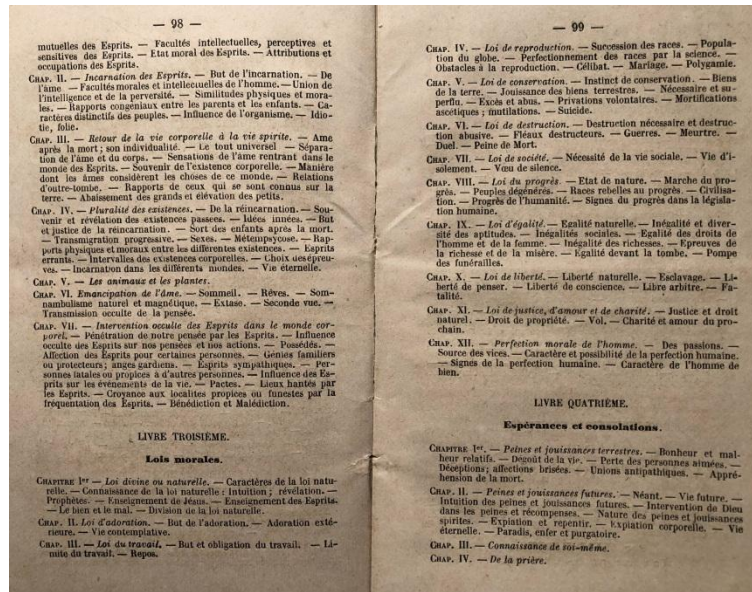 — 98 —
mutuelles des Esprits. — Facultés intellectuelles, perceptives et
sensitives des Esprits. — Etat moral des Esprits. — Attributions et
occupations des Esprits.
CHAP. II. — Incarnation des Esprits. — But de l'incarnation. — De
l'âme — Facultés morales et intellectuelles de l'homme. — Union de
l'intelligence et de la perversité. — Similitudes physiques et mora-
les. — Rapports congéniaux entre les parents et les enfants. — Ca-
ractères distinctifs des peuples. — Influence de l'organisme. — Idio-
tie, folie.
CHAP. III. — Retour de la vie corporelle à la vie spirite. — Ame
après la mort ; son individualité. — Le tout universel — Sépara-
tion de l'âme et du corps. — Sensations de l'âme rentrant dans le
monde des Esprits. — Souvenir de l'existence corporelle. — Manière
dont les âmes considèrent les choses de ce monde. — Relations
d'outre-tombe. — Rapports de ceux qui se sont connus sur la
terre. — Abaissement des grands et élévation des petits.
CHAP. IV. — Pluralité des existences. — De la réincarnation. — Sou-
venir et révélation des existences passées. — Idées innées. — But
et justice de la réincarnation. — Sort des enfants après la mort.
— Transmigration progressive. — Sexes. — Métempsycose. — Rap-
ports physiques et moraux entre les différentes existences. — Esprits
errants. — Intervalles des existences corporelles. — Choix des épreu-
ves. — Incarnation dans les différents mondes. — Vie éternelle.
CHAP. V. — Les animaux et les plantes.
CHAP. VI. Emancipation de l'âme. — Sommeil. — Rêves. — Som-
nambulisme naturel et magnétique. — Extase. — Seconde vue. —
Transmission occulte de la pensée.
CHAP. VII. — Intervention occulte des Esprits dans le monde cor-
porel. — Pénétration de notre pensée par les Esprits. — Influence
occulte des Esprits sur nos pensées et nos actions. — Possédés. —
Affection des Esprits pour certaines personnes. — Génies familiers
ou protecteurs ; anges gardiens. — Esprits sympathiques. — Per-
sonnes fatales ou propices à d'autres personnes. — Influence des Es-
prits sur les événements de la vie. — Pactes. — Lieux hantés par
les Esprits. — Croyance aux localités propices ou funestes par la
fréquentation des Esprits. — Bénédiction et Malédiction.
LIVRE TROISIÈME.
Lois morales.
CHAPITRE 1er — Loi divine ou naturelle. — Caractères de la loi natu-
relle. — Connaissance de la loi naturelle : Intuition ; révélation. —
Prophètes. — Enseignement de Jésus. — Enseignement des Esprits.
— Le bien et le mal. — Division de la loi naturelle.
CHAP. II. Loi d'adoration. — But de l'adoration. — Adoration exté-
rieure. — Vie contemplative.
CHAP. III. — Loi du travail. — But et obligation du travail. — Li-
mite du travail. — Repos.
— 99 —
CHAP. IV. — Loi de reproduction. — Succession des races. — Popula-
tion du globe. — Perfectionnement des races par la science. —
Obstacles à la reproduction. — Célibat. — Mariage. — Polygamie.
CHAP. V. — Loi de conservation. — Instinct de conservation. — Biens
de la terre. — Jouissance des biens terrestres. — Nécessaire et su-
perflu. — Excès et abus. — Privations volontaires. — Mortifications
ascétiques ; mutilations. — Suicide.
CHAP. VI. — Loi de destruction. — Destruction nécessaire et destruc-
tion abusive. — Fléaux destructeurs. — Guerres. — Meurtre. —
Duel. — Peine de Mort.
CHAP. VII. — Loi de société. — Nécessité de la vie sociale. — Vie d'i-
solement. — Vœu de silence.
CHAP. VIII. — Loi du progrès. — Etat de nature. — Marche du pro-
grès. — Peuples dégénérés. — Races rebelles au progrès. — Civilisa-
tion. — Progrès de l'humanité. — Signes du progrès dans la législa-
tion humaine.
CHAP. IX. — Loi d'égalité. — Egalité naturelle. — Inégalité et diver-
sité des aptitudes. — Inégalités sociales. — Egalité des droits de
l'homme et de la femme. — Inégalité des richesses. — Epreuves de
la richesse et de la misère. — Egalité devant la tombe. — Pompe
des funérailles.
CHAP. X. — Loi de liberté. — Liberté naturelle. — Esclavage. — Li-
berté de penser. — Liberté de conscience. — Libre arbitre. — Fa-
talité.
CHAP. XI. — Loi de justice, d'amour et de charité. — Justice et droit
naturel. — Droit de propriété. — Vol. — Charité et amour du pro-
chain.
CHAP. XII. — Perfection morale de l'homme. — Des passions. —
Source des vices. — Caractère et possibilité de la perfection humaine.
— Signes de la perfection humaine. — Caractère de l'homme de
bien.
LIVRE QUATRIÈME.
Espérances et consolations.
CHAPITRE 1er. — Peines et jouissances terrestres. — Bonheur et mal-
heur relatifs. — Dégoût de la vie. — Perte des personnes aimées. —
Déceptions ; affections brisées. — Unions antipathiques. — Appré-
hension de la mort.
CHAP. II. — Peines et jouissances futures. — Néant. — Vie future. —
Intuition des peines et jouissances futures. — Intervention de Dieu
dans les peines et récompenses. — Nature des peines et jouissances
spirites. — Expiation et repentir. — Expiation corporelle. — Vie
éternelle. — Paradis, enfer et purgatoire.
CHAP. III. — Connaissance de soi-même.
CHAP. IV. — De la prière.